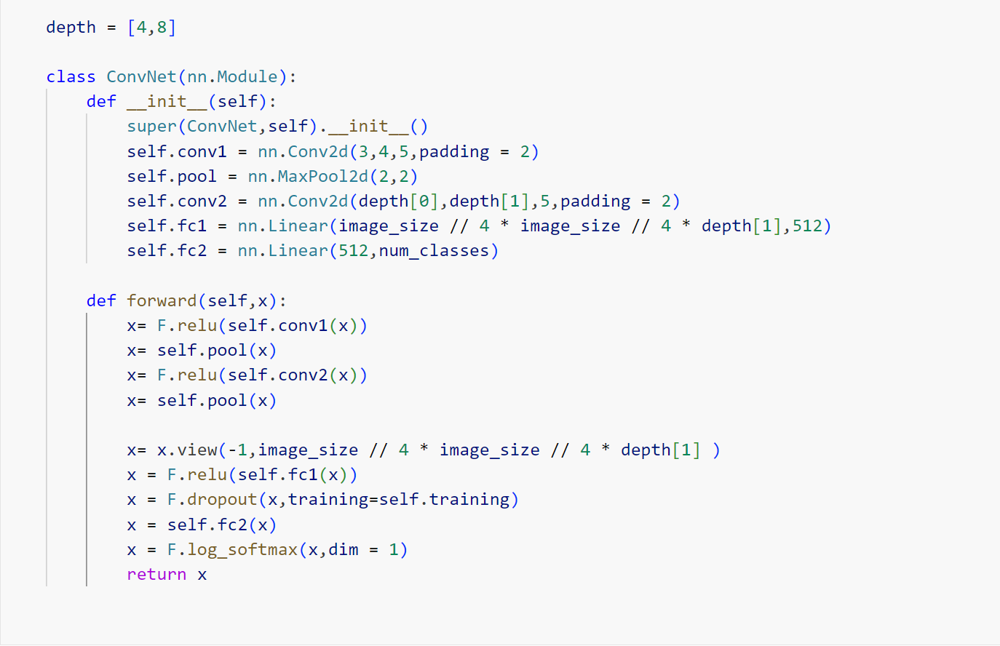 depth = [4,8]
class ConvNet(nn.Module):
def __init__(self):
super(ConvNet,self).__init__()
self.conv1 = nn.Conv2d(3,4,5,padding = 2)
self.pool = nn.MaxPool2d(2,2)
self.conv2 = nn.Conv2d(depth[0],depth[1],5,padding = 2)
self.fc1 = nn.Linear(image_size // 4 * image_size // 4 * depth[1],512)
self.fc2 = nn.Linear(512,num_classes)
def forward(self,x):
x= F.relu(self.conv1(x))
x= self.pool(x)
x= F.relu(self.conv2(x))
x= self.pool(x)
x= x.view(-1,image_size // 4 * image_size // 4 * depth[1] )
x = F.relu(self.fc1(x))
x = F.dropout(x,training=self.training)
x = self.fc2(x)
x = F.log_softmax(x,dim = 1)
return x